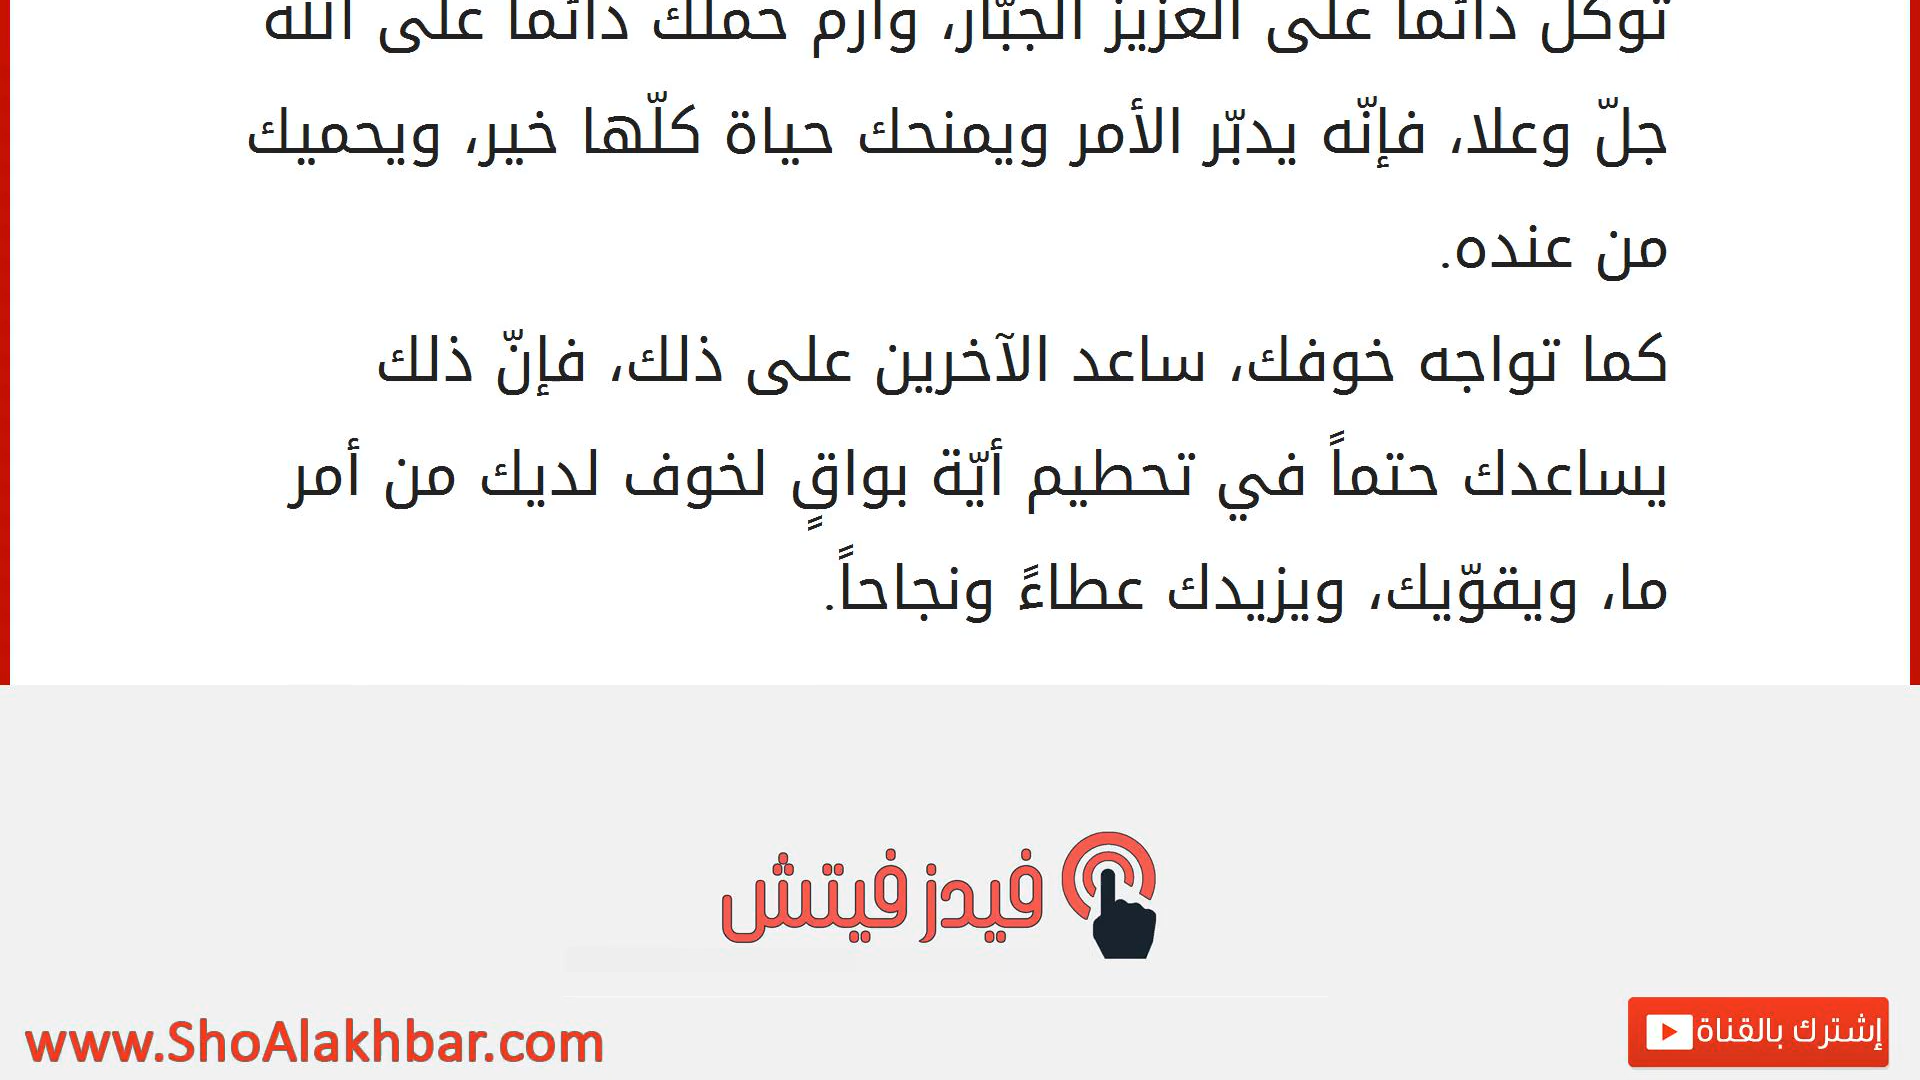 توكل دائما على العزيز الجبّار، وارم حملك دائما على الله
جلّ وعلا، فإنّه يدبّر الأمر ويمنحك حياة كلّها خير، ويحميك
من عنده.
كما تواجه خوفك، ساعد الآخرين على ذلك، فإنّ ذلك
يساعدك حتماً في تحطيم أيّة بواقٍ لخوف لديك من أمر
ما، ويقوّيك، ويزيدك عطاءً ونجاحاً.
فيدز فيتش
www.ShoAlakhbar.com
إشترك بالقناة